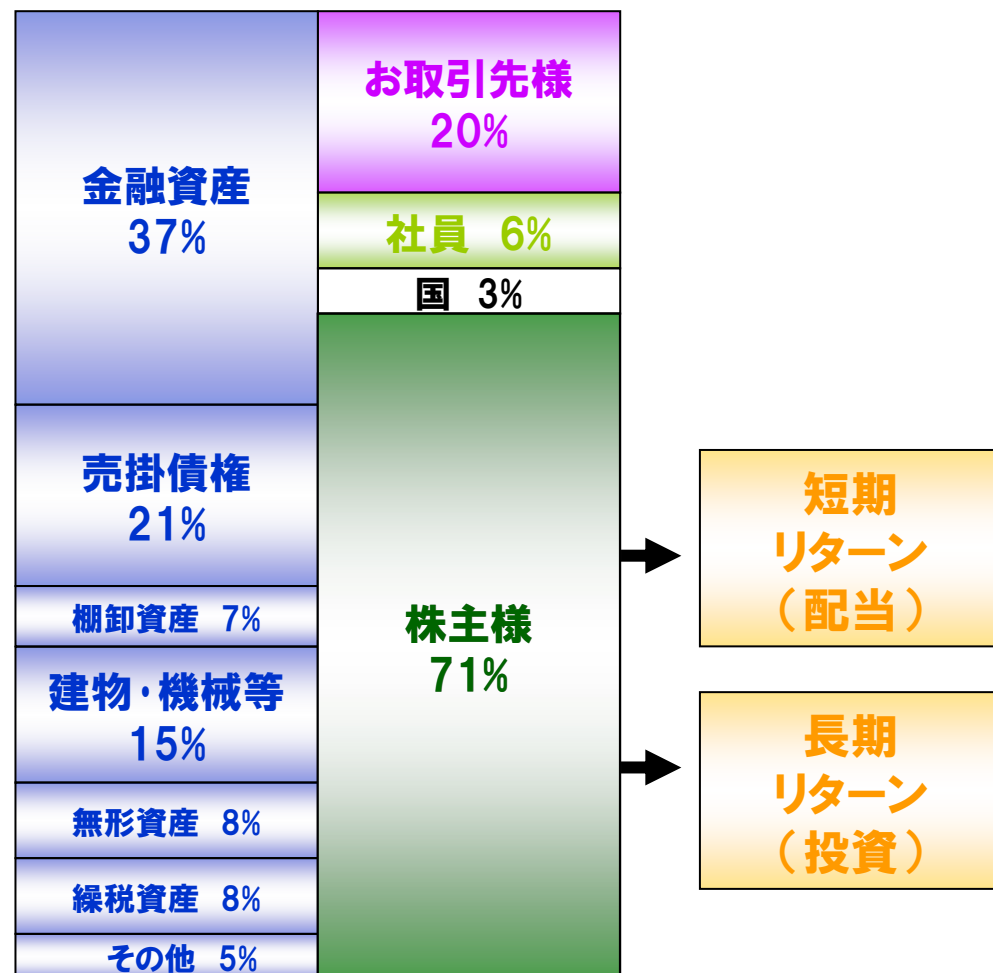 金融資産
37%
売掛債権
21%
棚卸資産 7%
建物・機械等
15%
無形資産 8%
繰税資産 8%
その他 5%
お取引先様
20%
社員 6%
国 3%
株主様
71%
短期
リターン
（配当）
長期
リターン
（投資）